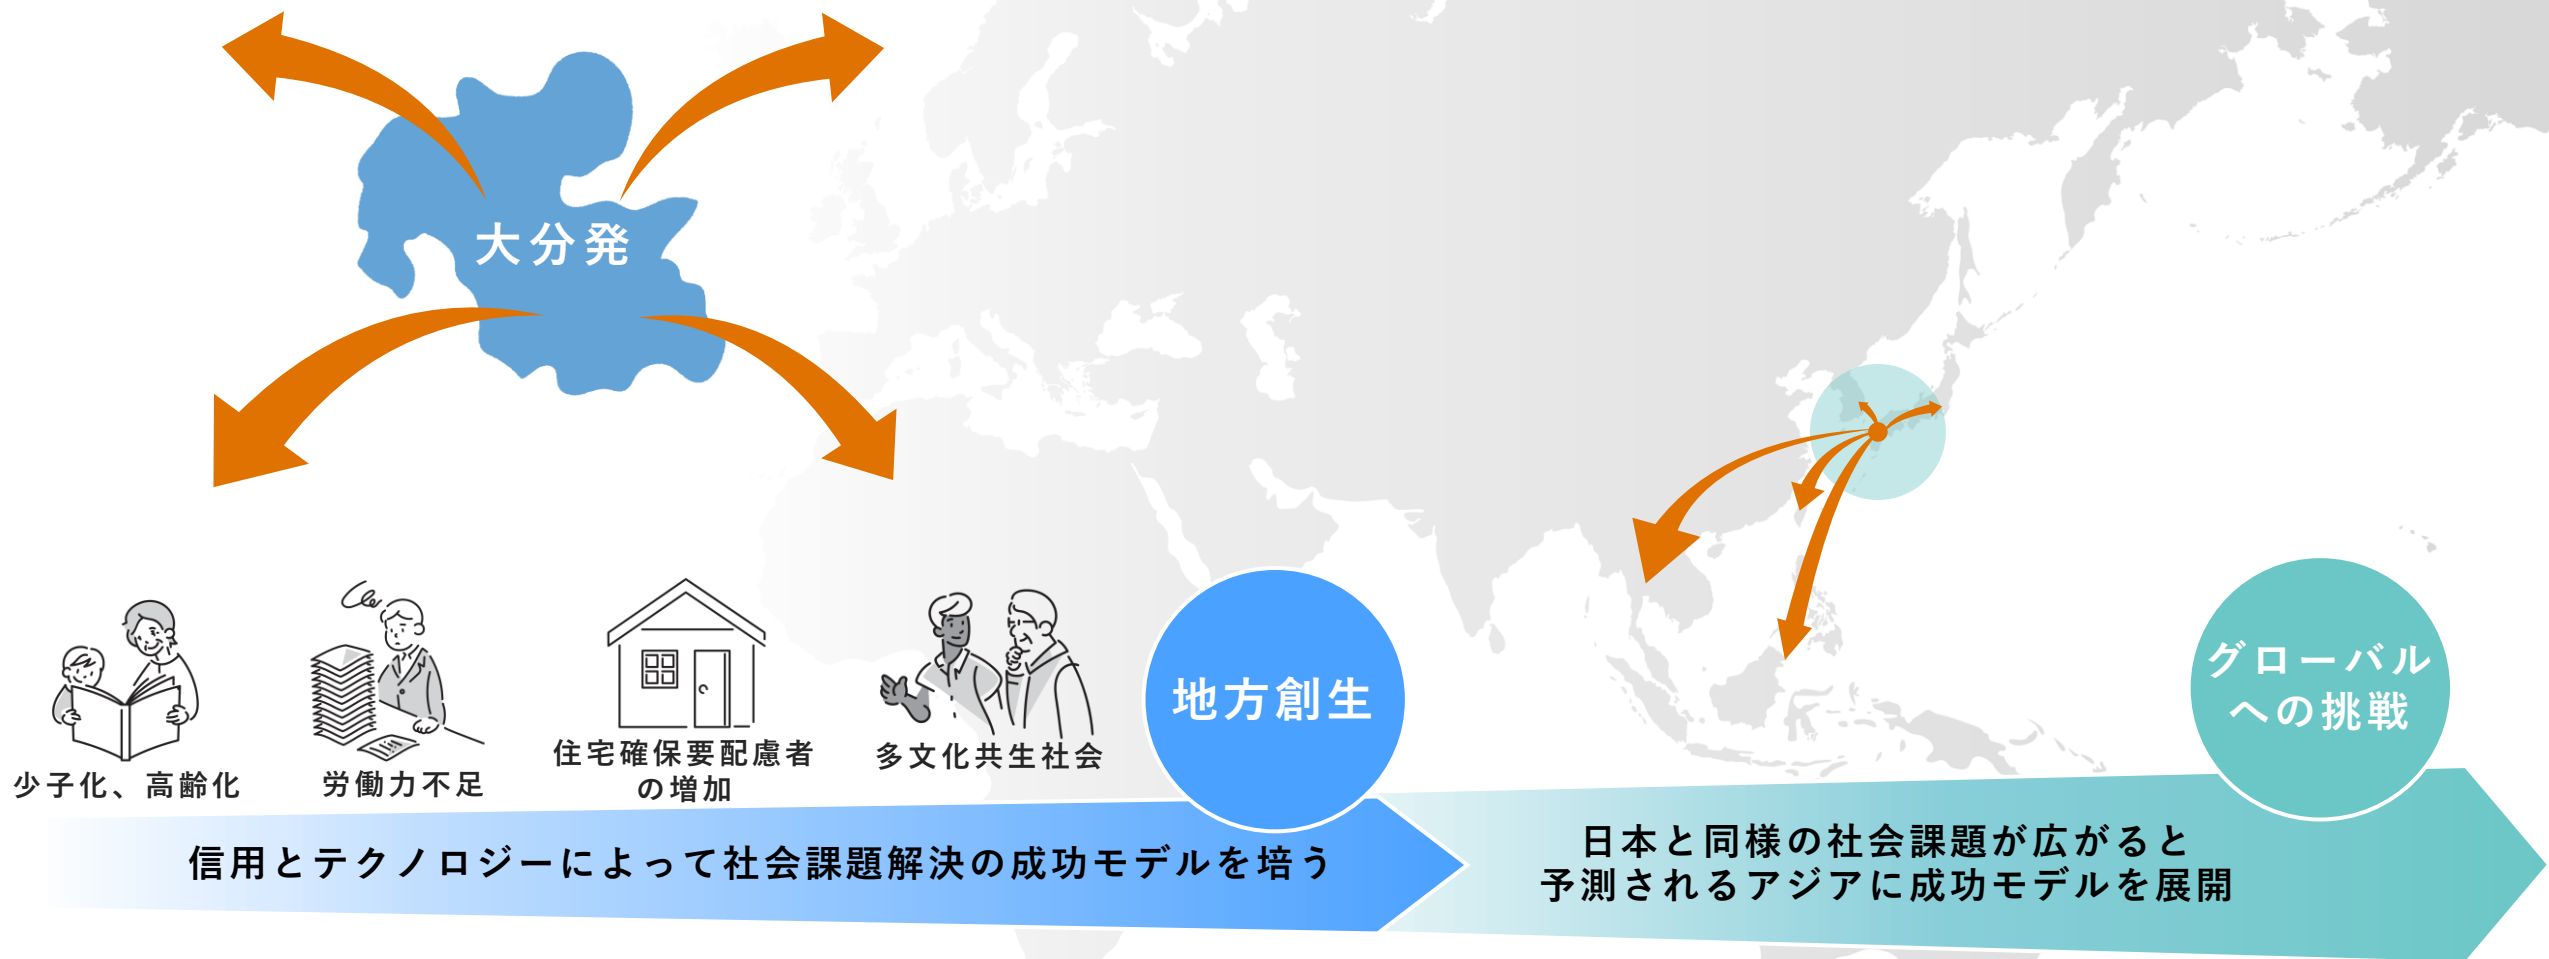 大分発
少子化、高齢化
労働力不足
住宅確保要配慮者
の増加
多文化共生社会
地方創生
グローバル
への挑戦
信用とテクノロジーによって社会課題解決の成功モデルを培う
日本と同様の社会課題が広がると
予測されるアジアに成功モデルを展開